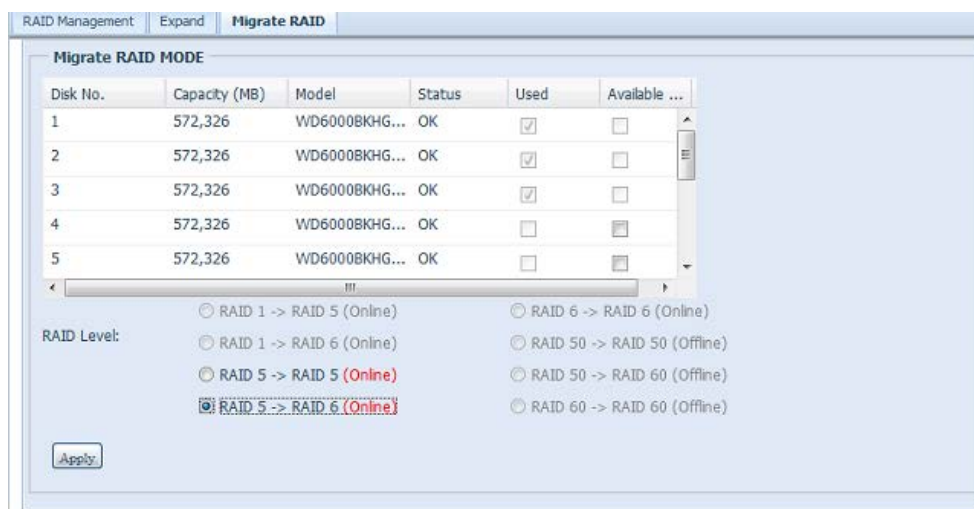 RAID Management Expand Migrate RAID
Migrate RAID MODE
Disk No. Capacity (MB) Model Status Used Available ...
1 572,326 WD6000BKHG... OK
2 572,326 WD6000BKHG... OK
3 572,326 WD6000BKHG... OK
4 572,326 WD6000BKHG... OK
5 572,326 WD6000BKHG... OK
RAID Level:
RAID 1 -> RAID 5 (Online) RAID 6 -> RAID 6 (Online)
RAID 1 -> RAID 6 (Online) RAID 50 -> RAID 50 (Offline)
RAID 5 -> RAID 5 (Online) RAID 50 -> RAID 60 (Offline)
RAID 5 -> RAID 6 (Online) RAID 60 -> RAID 60 (Offline)
Apply